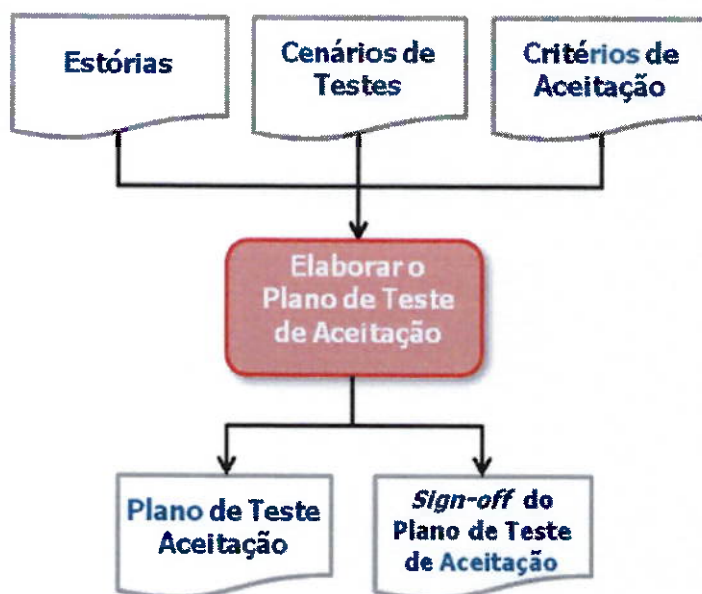 Estórias
Cenários de
Testes
Critérios de
Aceitação
Elaborar o
Plano de Teste
de Aceitação
Plano de Teste
Aceitação
Sign-off do
Plano de Teste
de Aceitação